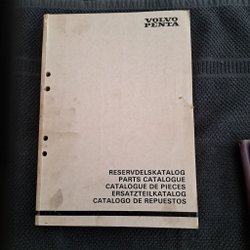 VOLVO
PENTA
RESERVDELSKATALOG
PARTS CATALOGUE
CATALOGUE DE PIECES
ERSATZTEILKATALOG
CATALOGO DE REPUESTOS